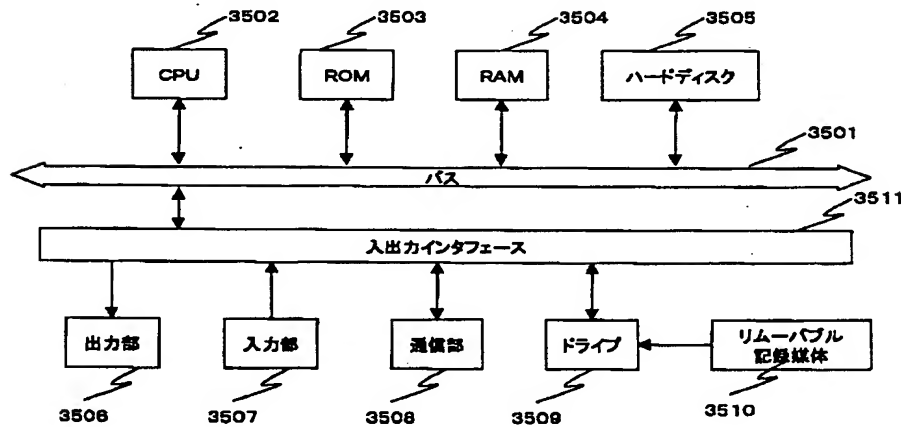 3502
3503
3504
3505
CPU
ROM
RAM
ハードディスク
3501
バス
3511
入出力インタフェース
出力部
入力部
通信部
ドライブ
リムーバブル
記録媒体
3506
3507
3508
3509
3510